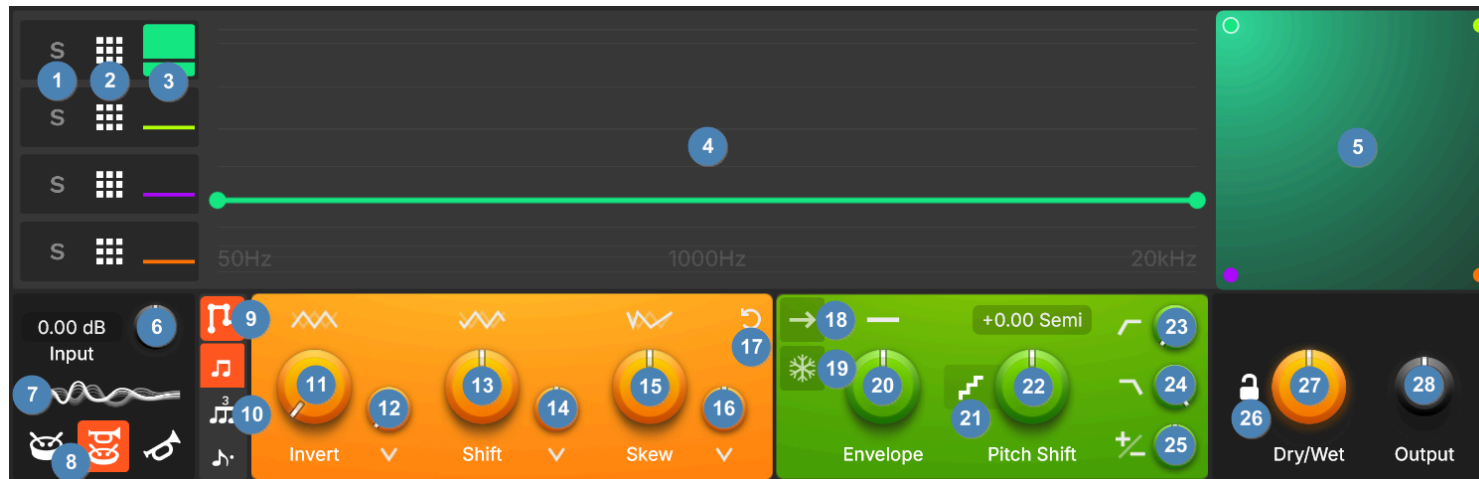 S
1
2
3
S
S
S
4
50Hz
1000Hz
20kHz
5
0.00 dB
6
Input
7
8
9
3
10
11
12
13
14
15
16
17
Invert
V
Shift
V
Skew
V
18
19
+0.00 Semi
20
21
22
23
24
25
+/−
Envelope
Pitch Shift
26
27
28
Dry/Wet
Output